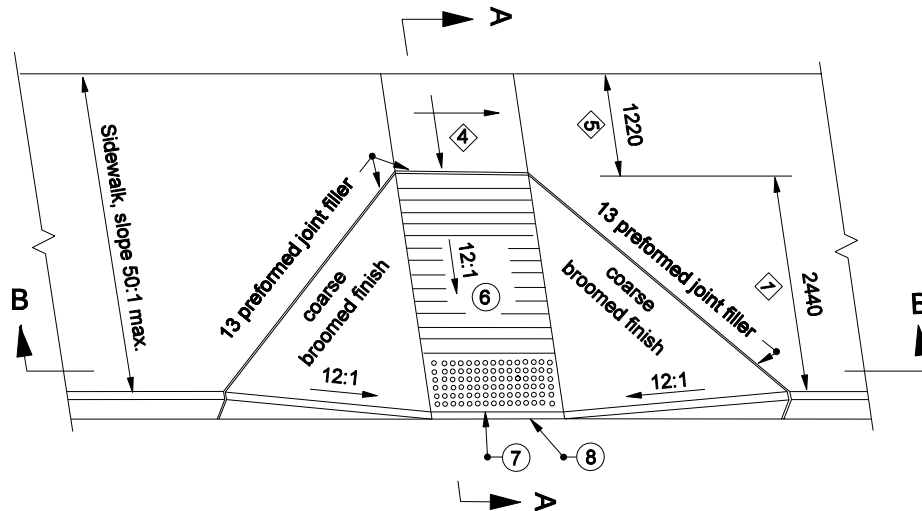 A
Sidewalk, slope 50:1 max.
4
5
1220
13 preformed joint filler
13 preformed joint filler
coarse
broomed finish
12:1
6
coarse
broomed finish
1
2440
B
B
12:1
12:1
7
8
A